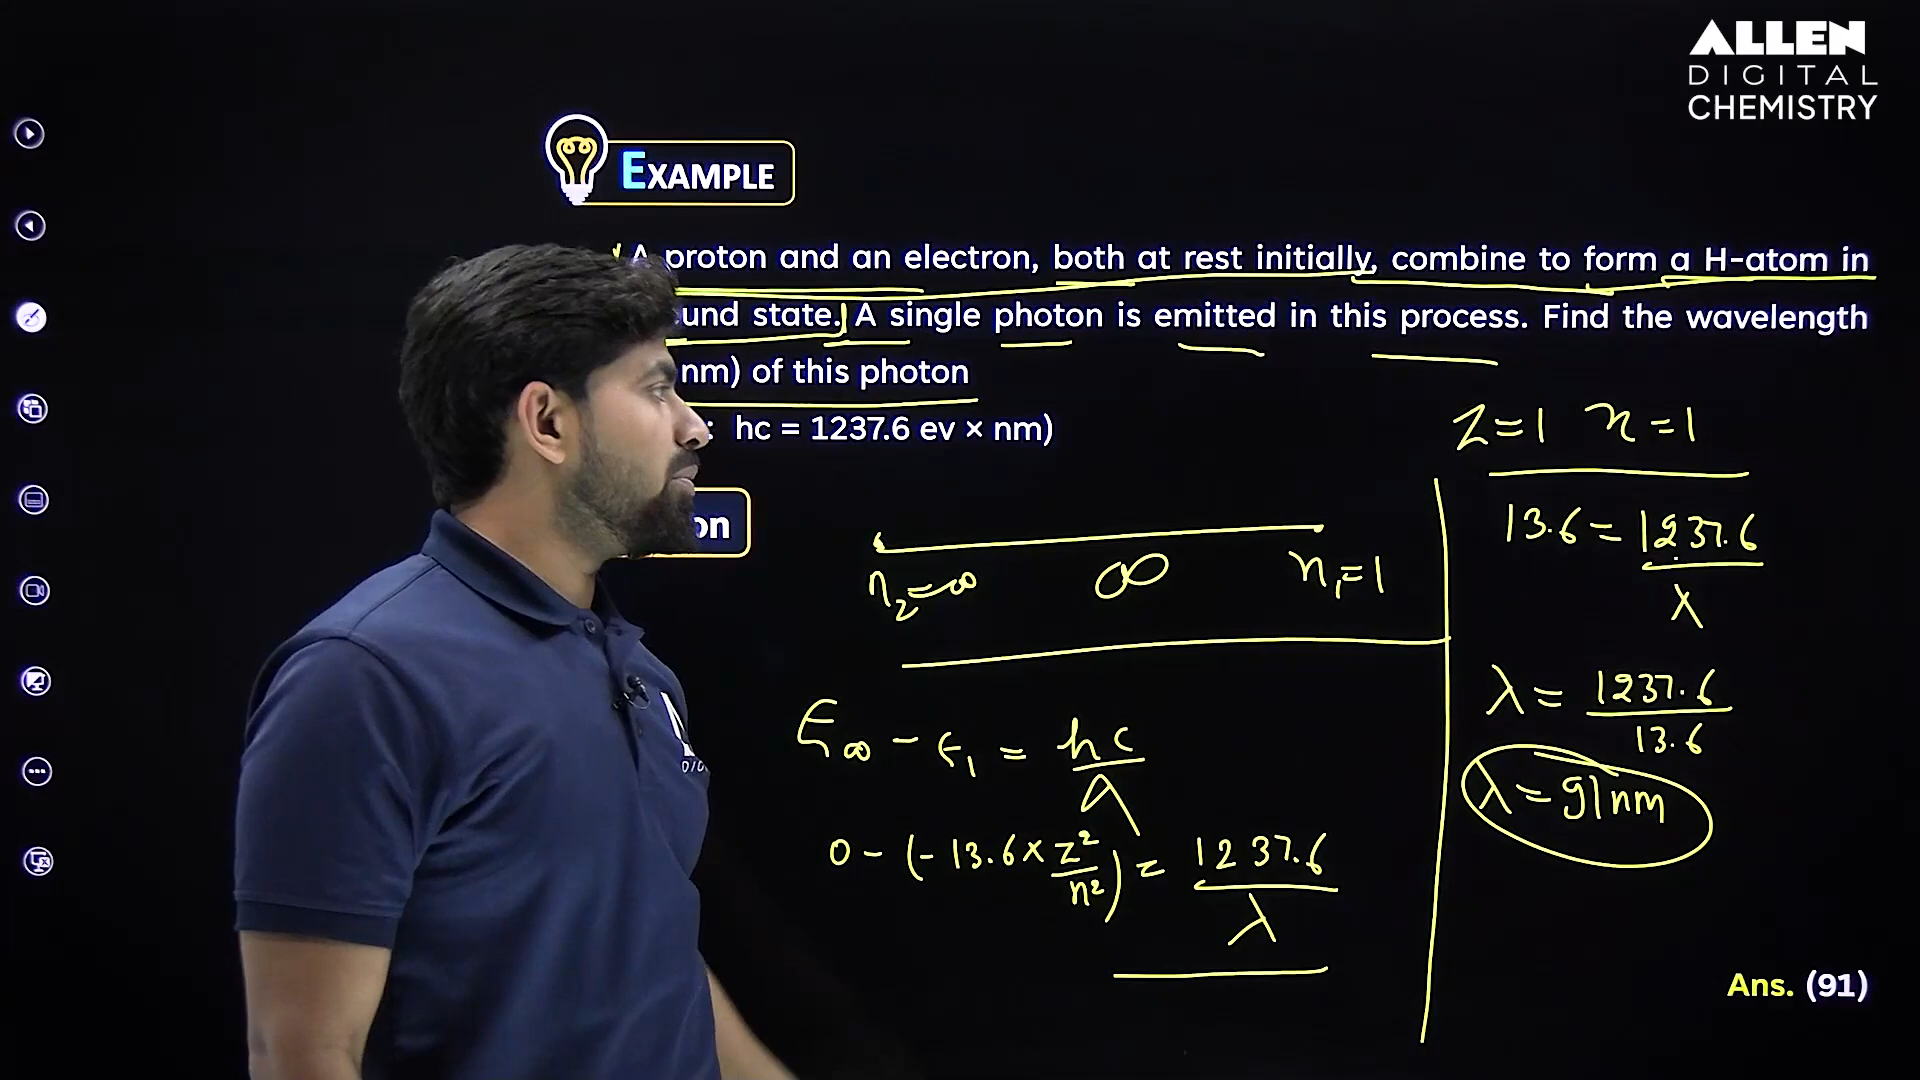 ALLEN
DIGITAL
CHEMISTRY
EXAMPLE
A proton and an electron, both at rest initially, combine to form a H-atom in
und state. A single photon is emitted in this process. Find the wavelength
nm) of this photon
: hc = 1237.6 ev × nm)
on
n₂=∞ ∞ n₁=1
E∞ - E₁ = hc/λ
0 - (-13.6 × z²/n²) = 1237.6/λ
Z=1 n=1
13.6 = 1237.6/λ
λ = 1237.6/13.6
λ = 91nm
Ans. (91)